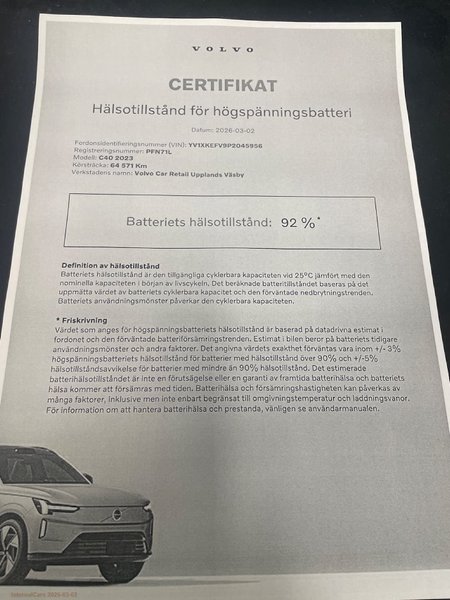 VOLVO
CERTIFIKAT
Hälsotillstånd för högspänningsbatteri
Datum: 2026-03-02
Fordonsidentifieringsnummer (VIN): YV1XKEFV9P2045956
Registreringsnummer: PFN71L
Modell: C40 2023
Körsträcka: 64 571 Km
Verkstadens namn: Volvo Car Retail Upplands Väsby
Batteriets hälsotillstånd: 92 %*
Definition av hälsotillstånd
Batteriets hälsotillstånd är den tillgängliga cyklerbara kapaciteten vid 25°C jämfört med den
nominella kapaciteten i början av livscykeln. Det beräknade batteritillståndet baseras på det
uppmätta värdet av batteriets cyklerbara kapacitet och den förväntade nedbrytningstrenden.
Batteriets användningsmönster påverkar den cyklerbara kapaciteten.
* Friskrivning
Värdet som anges för högspänningsbatteriets hälsotillstånd är baserad på datadrivna estimat i
fordonet och den förväntade batteriförsämringstrenden. Estimat i bilen beror på batteriets tidigare
användningsmönster och andra faktorer. Det angivna värdets exakthet förväntas vara inom +/- 3%
högspänningsbatteriets hälsotillstånd för batterier med hälsotillstånd över 90% och +/-5%
hälsotillståndsavvikelse för batterier med mindre än 90% hälsotillstånd. Det estimerade
batterihälsotillståndet är inte en förutsägelse eller en garanti av framtida batterihälsa och batteriets
hälsa kommer att försämras med tiden. Batterihälsa och försämringshastigheten kan påverkas av
många faktorer, inklusive men inte enbart begränsat till omgivningstemperatur och laddningsvanor.
För information om att hantera batterihälsa och prestanda, vänligen se användarmanualen.